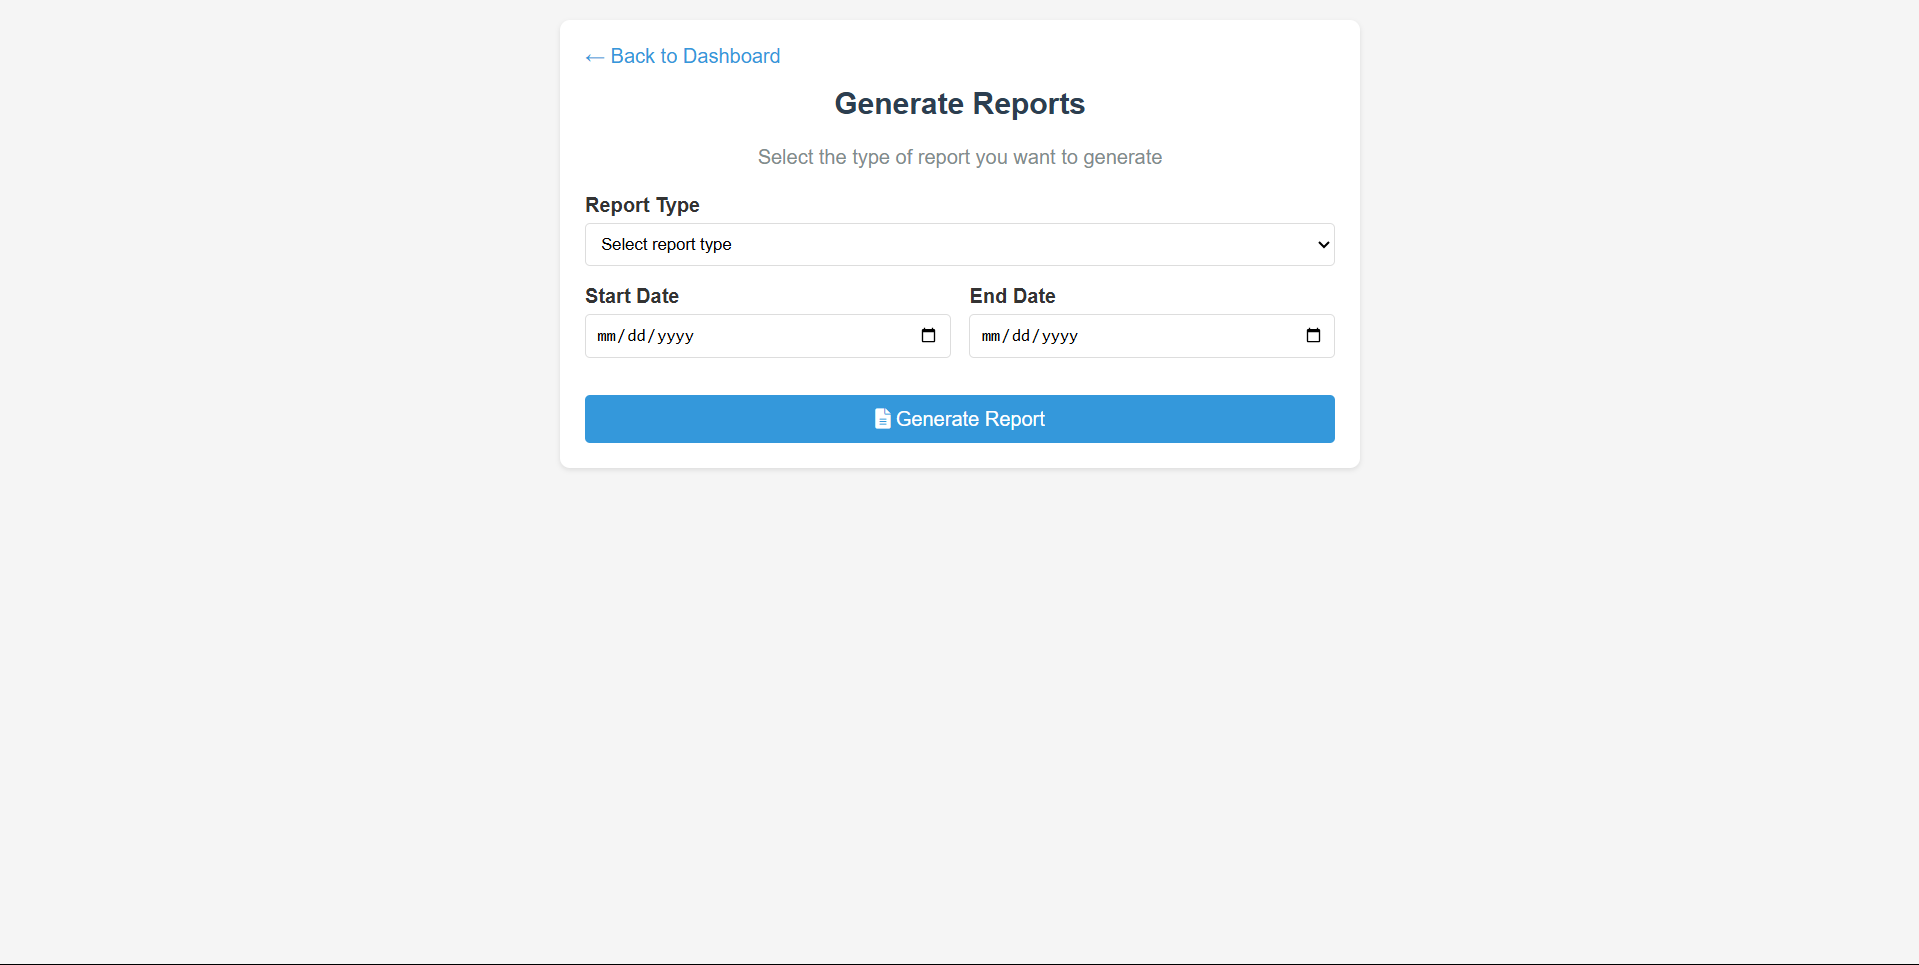 ← Back to Dashboard
Generate Reports
Select the type of report you want to generate
Report Type
Select report type
Start Date End Date
mm/dd/yyyy mm/dd/yyyy
Generate Report